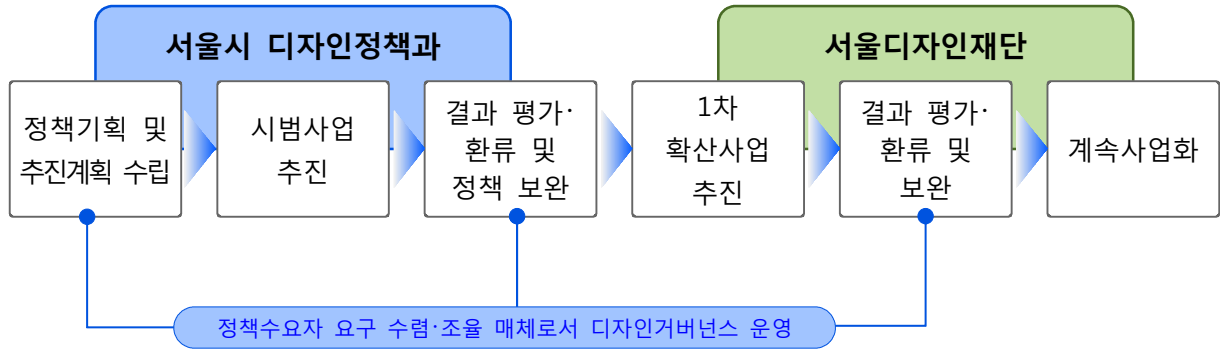 서울시 디자인정책과
서울디자인재단
정책기획 및
추진계획 수립
시범사업
추진
결과 평가·
환류 및
정책 보완
1차
확산사업
추진
결과 평가·
환류 및
보완
계속사업화
정책수요자 요구 수렴·조율 매체로서 디자인거버넌스 운영